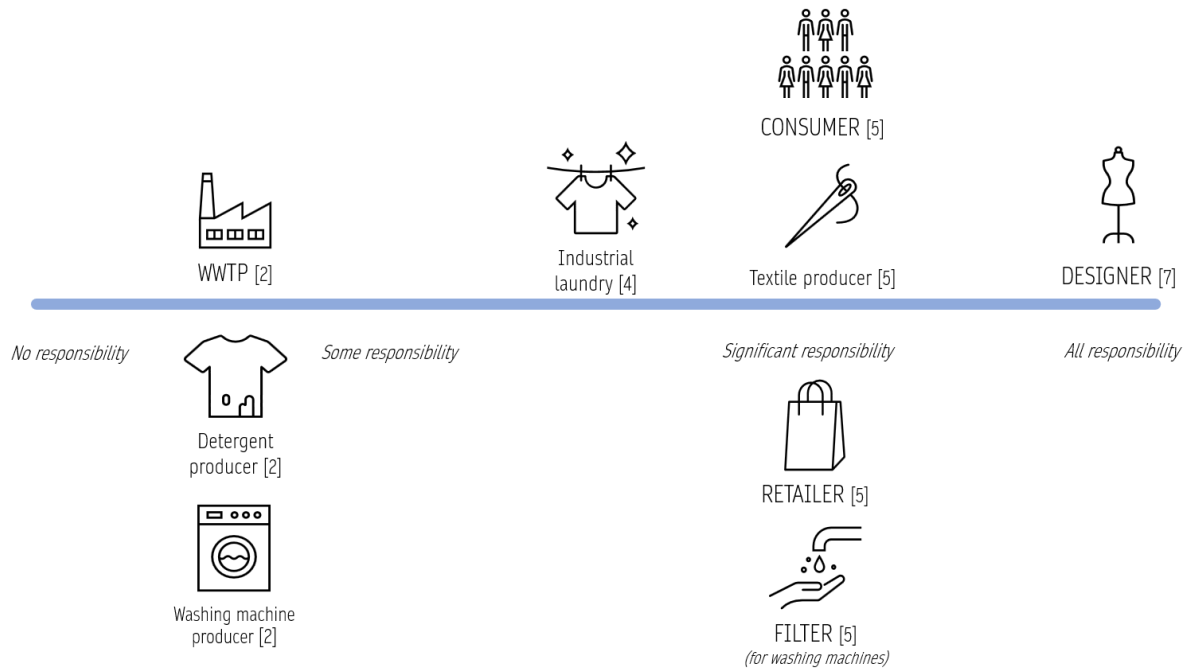 CONSUMER [5]
WWTP [2]
Industrial
laundry [4]
Textile producer [5]
DESIGNER [7]
No responsibility
Some responsibility
Significant responsibility
All responsibility
Detergent
producer [2]
RETAILER [5]
Washing machine
producer [2]
FILTER [5]
(for washing machines)